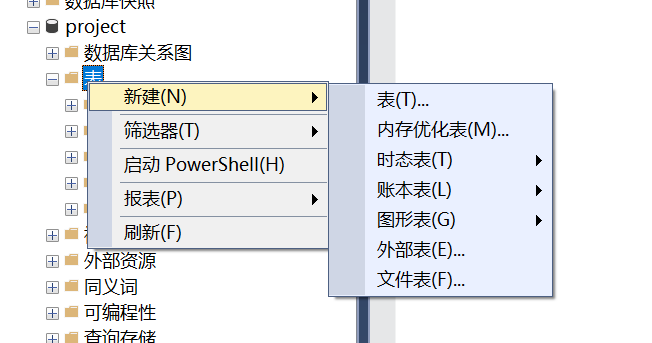 数据库快照
project
数据库关系图
表
新建(N)
筛选器(T)
启动 PowerShell(H)
报表(P)
刷新(F)
表(T)...
内存优化表(M)...
时态表(T)
账本表(L)
图形表(G)
外部表(E)...
文件表(F)...
外部资源
同义词
可编程性
查询存储